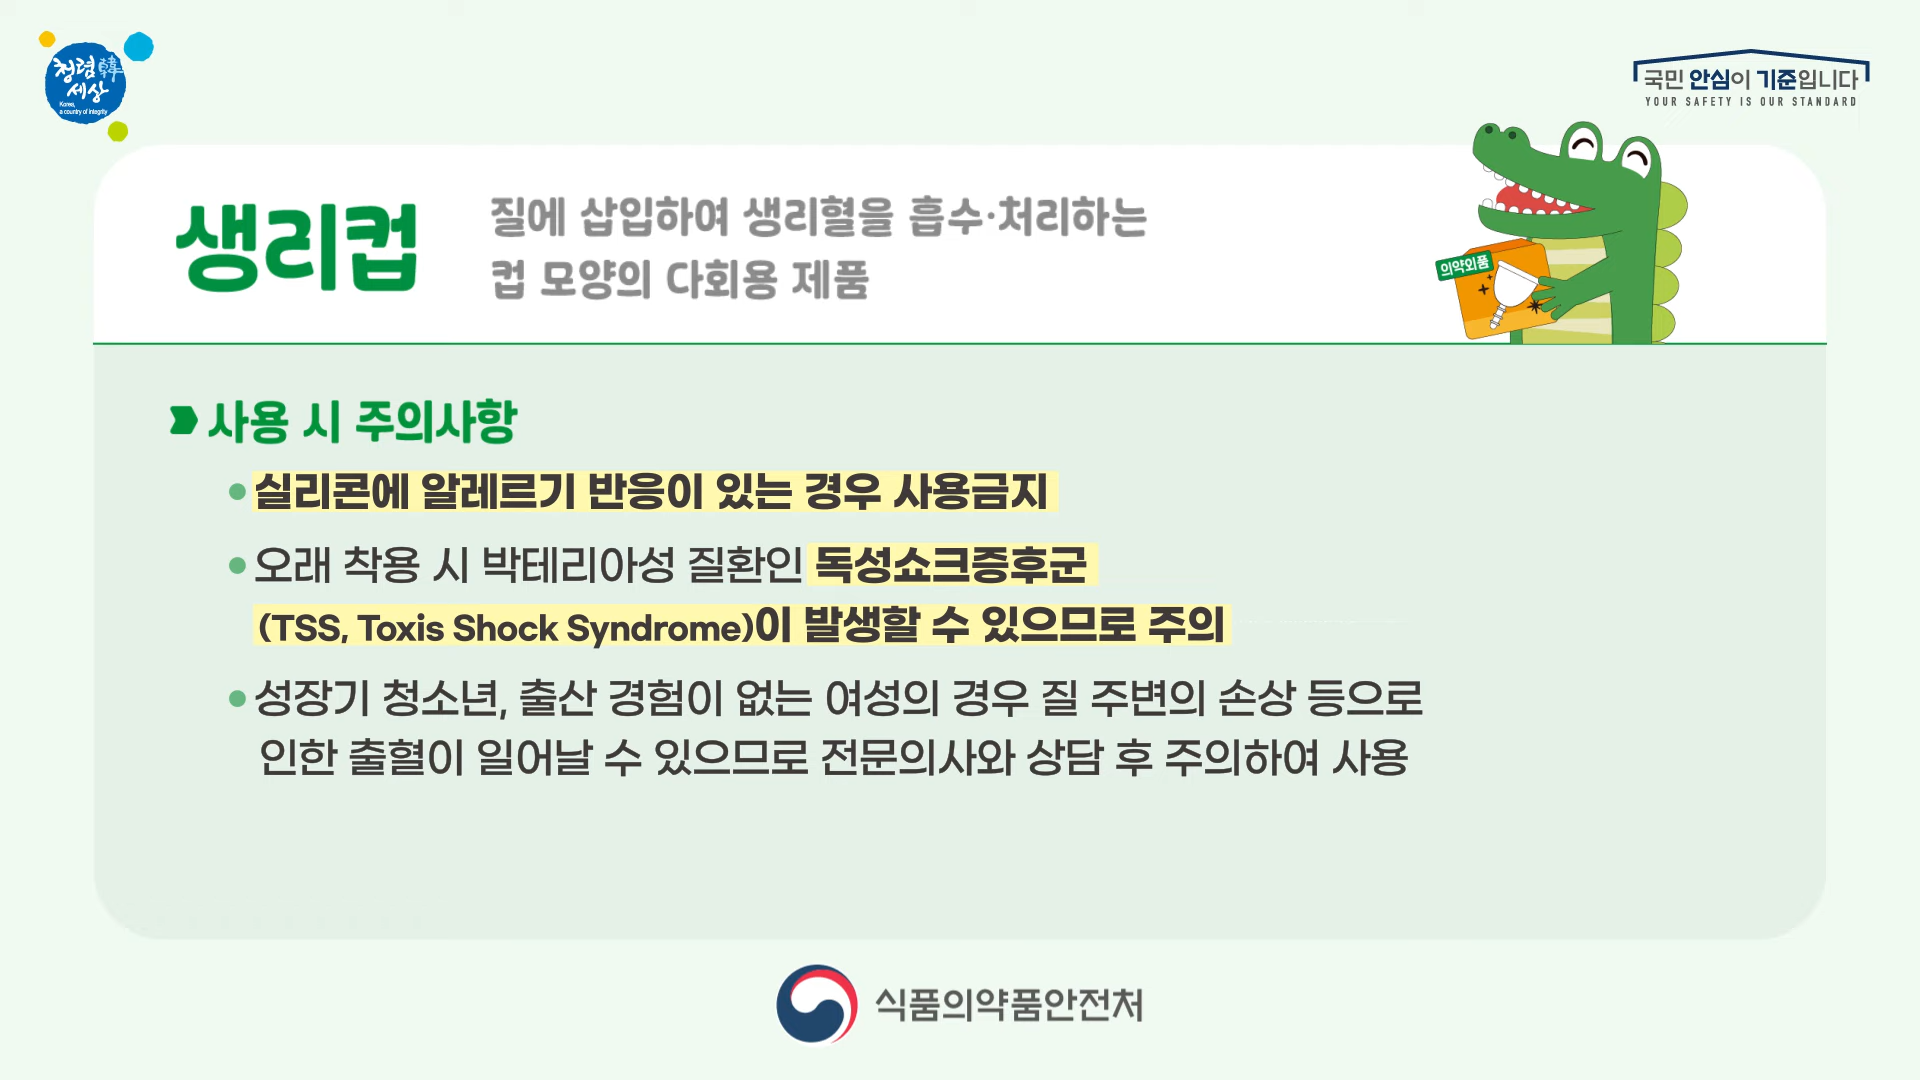 청렴韓
세상
Korea,
a country of integrity
국민 안심이 기준입니다
YOUR SAFETY IS OUR STANDARD
생리컵
질에 삽입하여 생리혈을 흡수·처리하는
컵 모양의 다회용 제품
의약외품
사용 시 주의사항
실리콘에 알레르기 반응이 있는 경우 사용금지
오래 착용 시 박테리아성 질환인 독성쇼크증후군
(TSS, Toxis Shock Syndrome)이 발생할 수 있으므로 주의
성장기 청소년, 출산 경험이 없는 여성의 경우 질 주변의 손상 등으로
인한 출혈이 일어날 수 있으므로 전문의사와 상담 후 주의하여 사용
식품의약품안전처